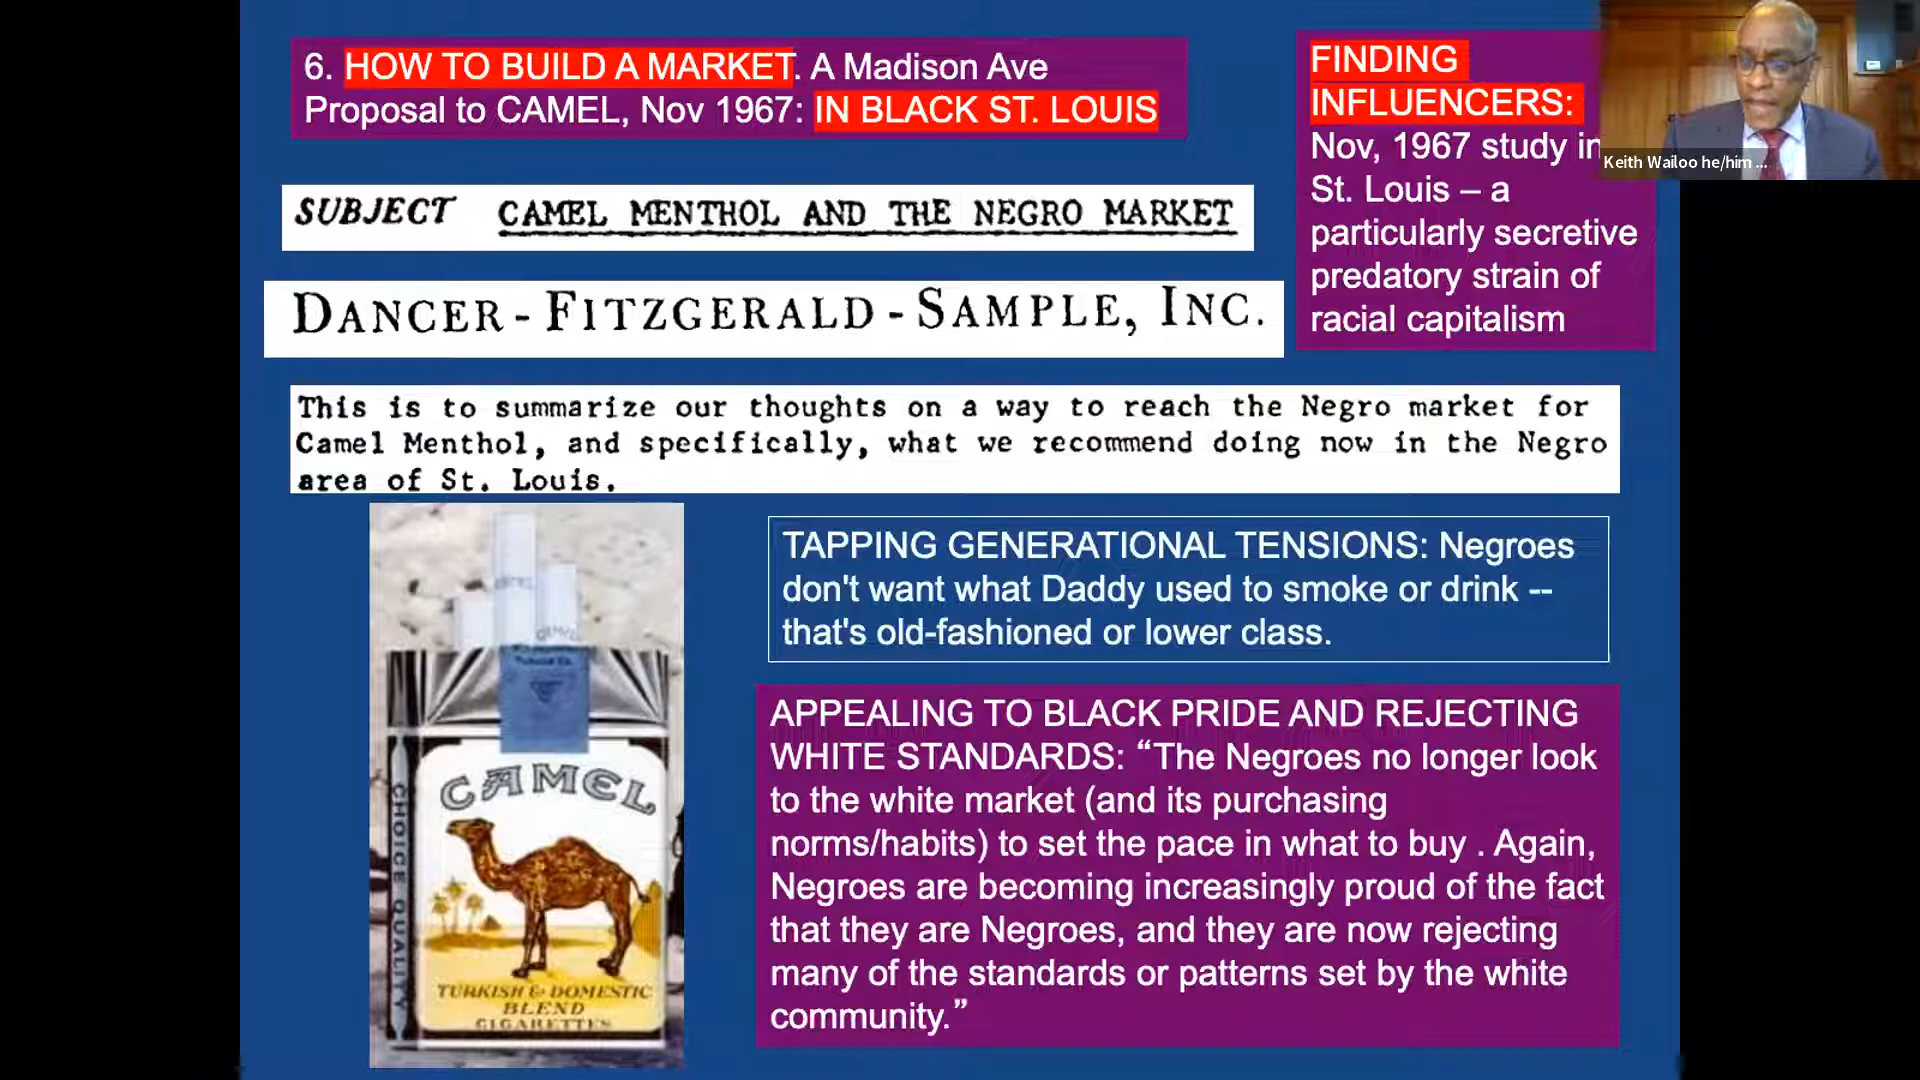 6. HOW TO BUILD A MARKET. A Madison Ave
Proposal to CAMEL, Nov 1967: IN BLACK ST. LOUIS
FINDING
INFLUENCERS:
Nov, 1967 study in
St. Louis – a
particularly secretive
predatory strain of
racial capitalism
Keith Wailoo he/him ...
SUBJECT CAMEL MENTHOL AND THE NEGRO MARKET
DANCER-FITZGERALD-SAMPLE, INC.
This is to summarize our thoughts on a way to reach the Negro market for
Camel Menthol, and specifically, what we recommend doing now in the Negro
area of St. Louis.
TAPPING GENERATIONAL TENSIONS: Negroes
don't want what Daddy used to smoke or drink --
that's old-fashioned or lower class.
APPEALING TO BLACK PRIDE AND REJECTING
WHITE STANDARDS: “The Negroes no longer look
to the white market (and its purchasing
norms/habits) to set the pace in what to buy . Again,
Negroes are becoming increasingly proud of the fact
that they are Negroes, and they are now rejecting
many of the standards or patterns set by the white
community.”
CAMEL
CHOICE QUALITY
TURKISH & DOMESTIC
BLEND
CIGARETTES